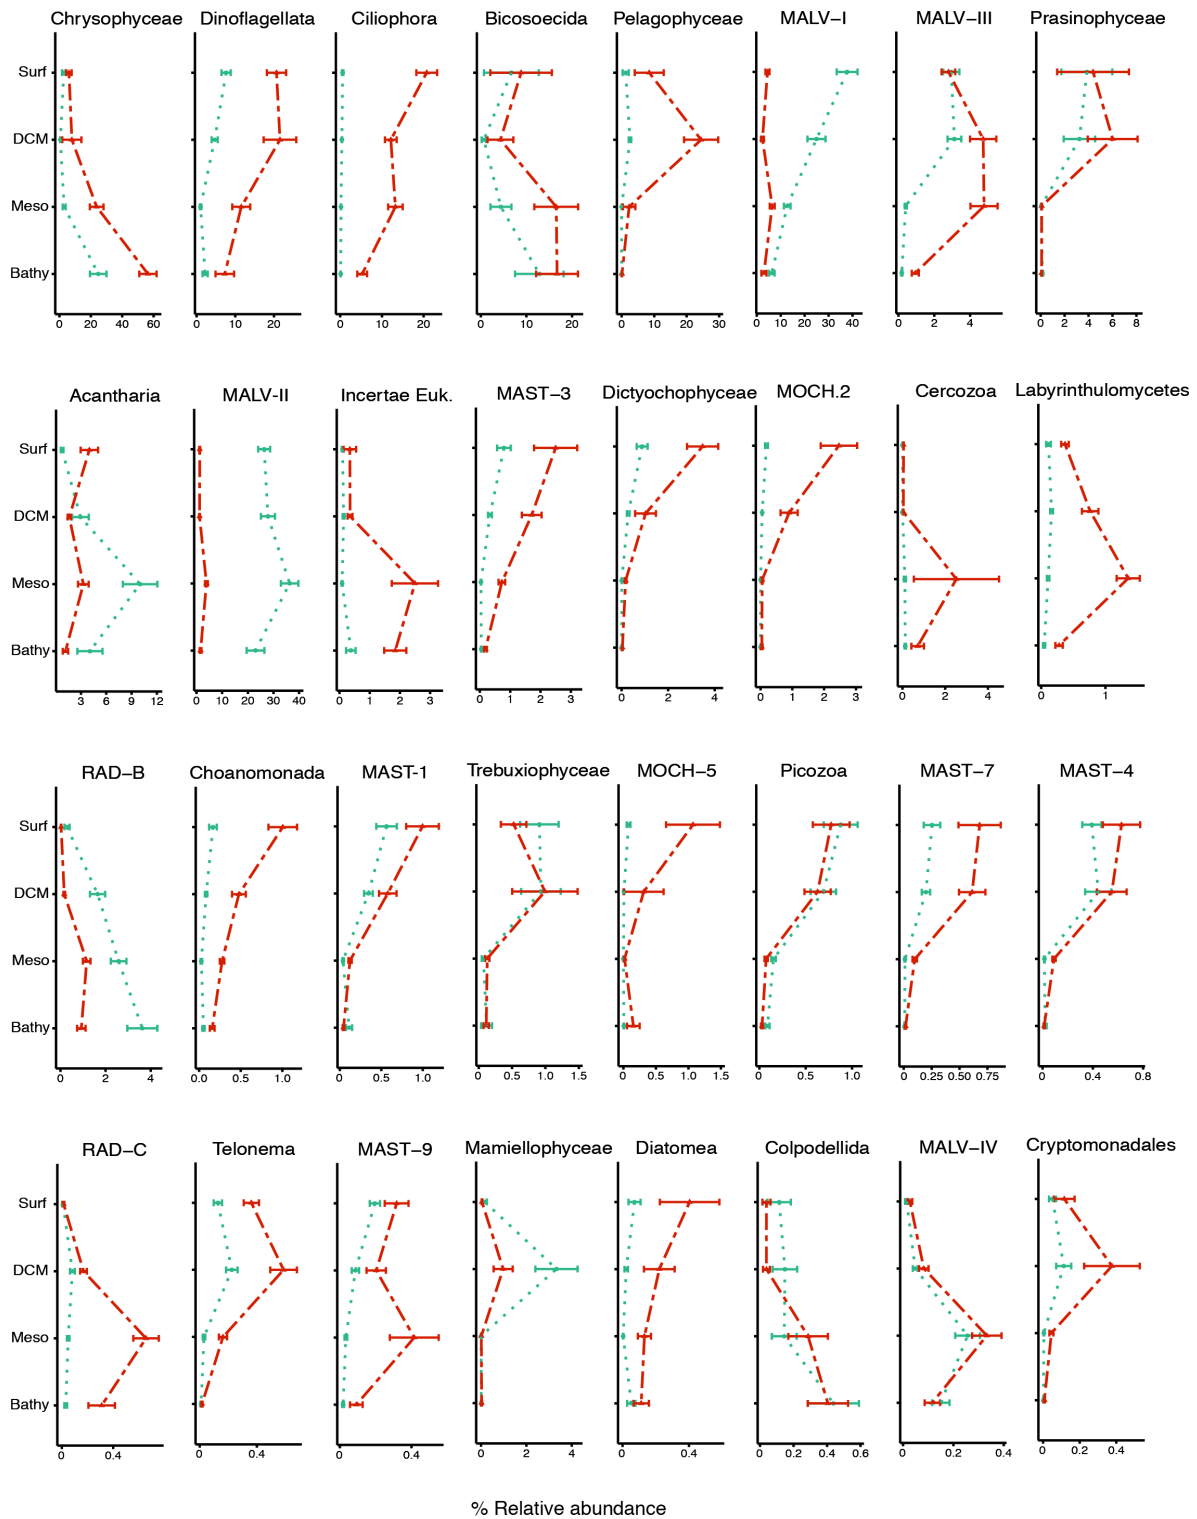 Chrysophyceae Dinoflagellata Ciliophora Bicosoecida Pelagophyceae MALV−I MALV−III Prasinophyceae
Surf
DCM
Meso
Bathy
0 20 40 60 0 10 20 0 10 20 0 10 20 0 10 20 30 0 10 20 30 40 0 2 4 0 2 4 6 8
Acantharia MALV-II Incertae Euk. MAST−3 Dictyochophyceae MOCH.2 Cercozoa Labyrinthulomycetes
Surf
DCM
Meso
Bathy
3 6 9 12 0 10 20 30 40 0 1 2 3 0 1 2 3 0 2 4 0 1 2 3 0 2 4 0 1
RAD−B Choanomonada MAST-1 Trebuxiophyceae MOCH−5 Picozoa MAST−7 MAST−4
Surf
DCM
Meso
Bathy
0 2 4 0.0 0.5 1.0 0.0 0.5 1.0 0 0.5 1.0 1.5 0 0.5 1.0 1.5 0 0.5 1.0 0 0.25 0.50 0.75 0 0.4 0.8
RAD−C Telonema MAST−9 Mamiellophyceae Diatomea Colpodellida MALV−IV Cryptomonadales
Surf
DCM
Meso
Bathy
0 0.4 0 0.4 0 0.4 0 2 4 0 0.4 0 0.2 0.4 0.6 0 0.2 0.4 0 0.2 0.4
% Relative abundance